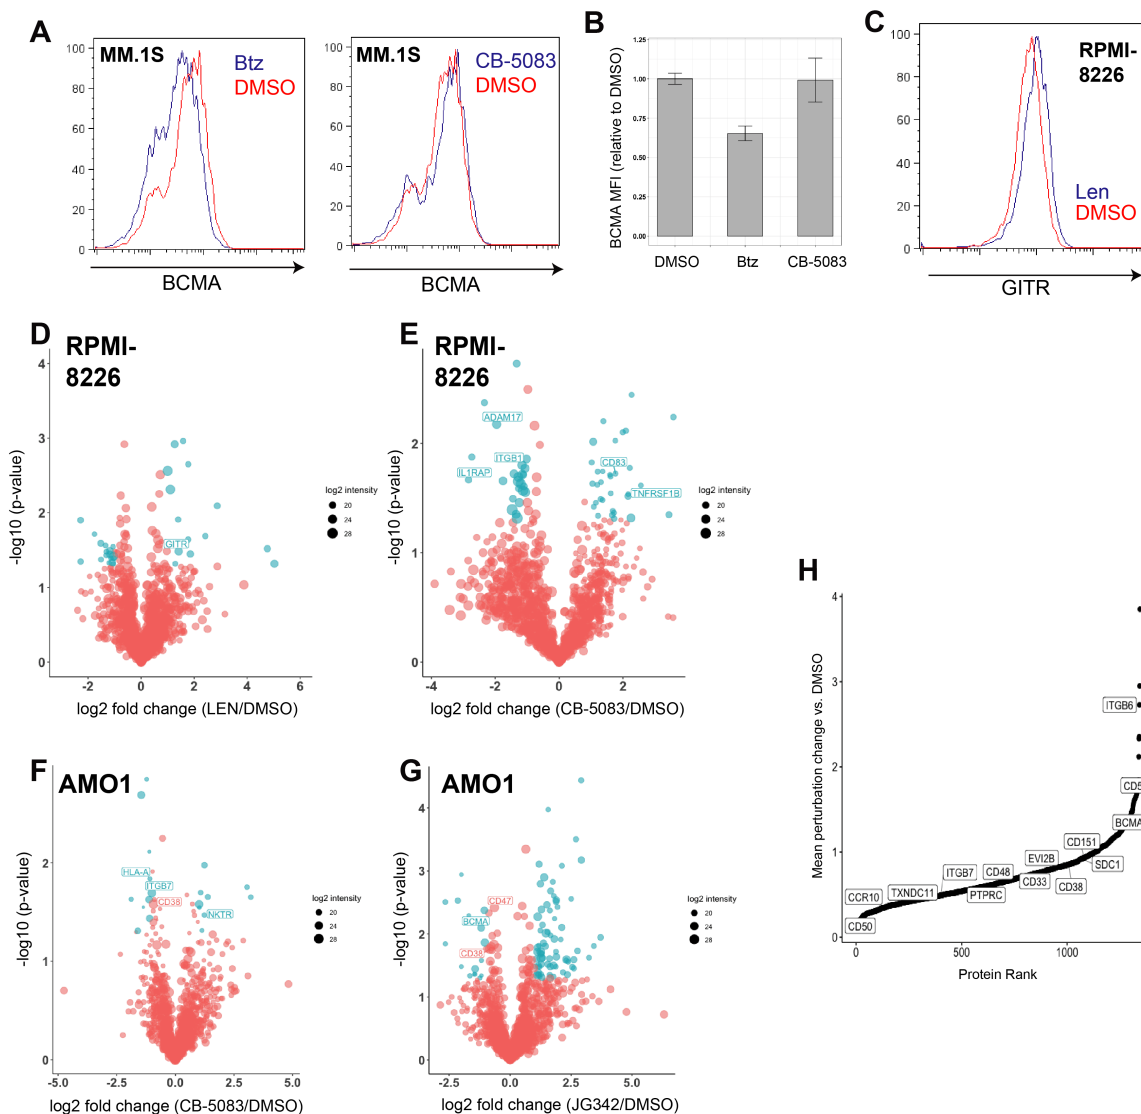 A
MM.1S
Btz
DMSO
100
80
60
40
20
0
BCMA
MM.1S
CB-5083
DMSO
100
80
60
40
20
0
BCMA
B
BCMA MFI (relative to DMSO)
1.25
1.00
0.75
0.50
0.25
0.00
DMSO Btz CB-5083
C
RPMI-
8226
100
80
60
40
20
0
Len
DMSO
GITR
D
RPMI-
8226
-log10 (p-value)
4
3
2
1
0
GITR
-2 0 2 4 6
log2 fold change (LEN/DMSO)
log2 intensity
20
24
28
E
RPMI-
8226
-log10 (p-value)
2
1
0
ADAM17
ITGB1
IL1RAP
CD83
TNFRSF1B
-4 -2 0 2
log2 fold change (CB-5083/DMSO)
log2 intensity
20
24
28
F
AMO1
-log10 (p-value)
2
1
0
HLA-A
ITGB7
CD38
NKTR
-5.0 -2.5 0.0 2.5 5.0
log2 fold change (CB-5083/DMSO)
log2 intensity
20
24
28
G
AMO1
-log10 (p-value)
4
3
2
1
0
CD47
BCMA
CD38
-2.5 0.0 2.5 5.0
log2 fold change (JG342/DMSO)
log2 intensity
20
24
28
H
Mean perturbation change vs. DMSO
4
3
2
1
0
ITGB6
CD5
BCMA
CD151
SDC1
EVI2B
CD38
CD48
CD33
ITGB7
PTPRC
TXNDC11
CCR10
CD50
0 500 1000
Protein Rank